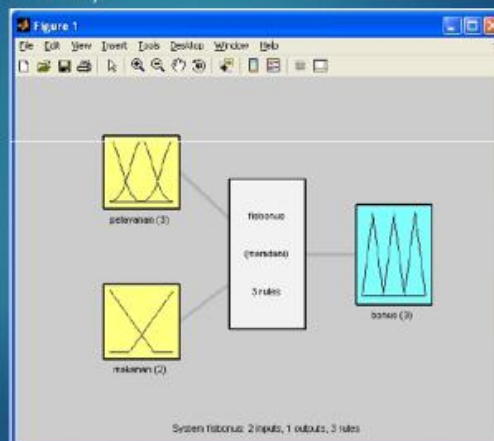 Figure 1
File Edit View Insert Tools Desktop Window Help
pelayanan (3)
fisbonus
(mamdani)
3 rules
bonus (3)
makanan (2)
System fisbonus: 2 inputs, 1 outputs, 3 rules